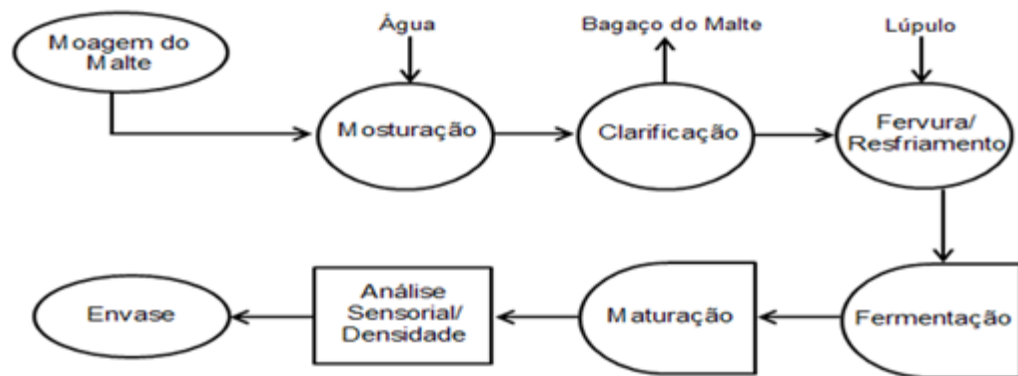 Moagem do
Malte
Água
Bagaço do Malte
Lúpulo
Mosturação
Clarificação
Fervura/
Resfriamento
Envase
Análise
Sensorial/
Densidade
Maturação
Fermentação